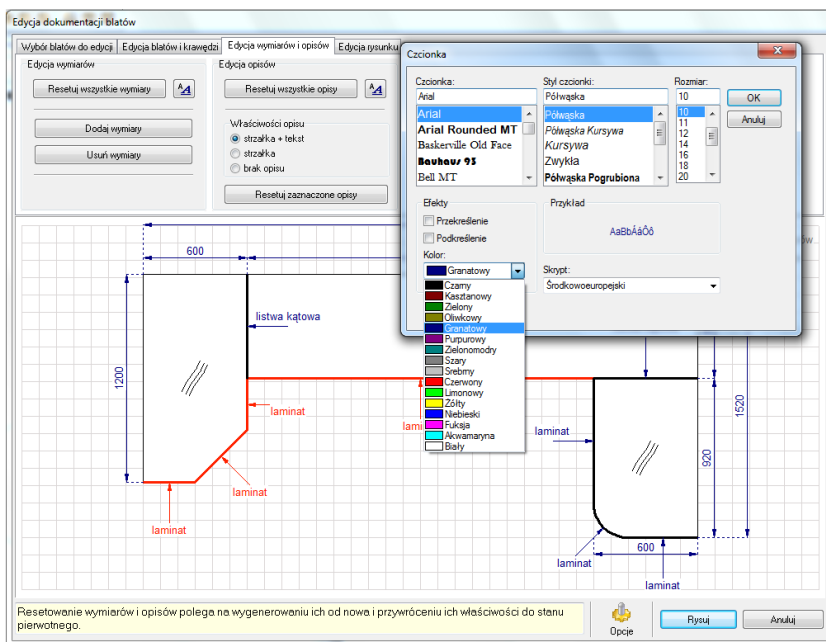 Edycja dokumentacji blatów
Wybór blatów do edycji
Edycja blatów i krawędzi
Edycja wymiarów i opisów
Edycja rysunku
Edycja wymiarów
Resetuj wszystkie wymiary
A
Dodaj wymiary
Usuń wymiary
Edycja opisów
Resetuj wszystkie opisy
A
Właściwości opisu
strzałka + tekst
strzałka
brak opisu
Resetuj zaznaczone opisy
Czcionka
Czcionka:
Arial
Arial
Arial Rounded MT
Baskerville Old Face
Bauhaus 93
Bell MT
Styl czcionki:
Półwąska
Półwąska
Półwąska Kursywa
Kursywa
Zwykła
Półwąska Pogrubiona
Rozmiar:
10
10
11
12
14
16
18
20
OK
Anuluj
Efekty
Przekreślenie
Podkreślenie
Kolor:
Granatowy
Czarny
Kasztanowy
Zielony
Oliwkowy
Granatowy
Purpurowy
Zielonomodry
Szary
Srebrny
Czerwony
Limonowy
Żółty
Niebieski
Fuksja
Akwamaryna
Biały
Przykład
AaBbÁáÔô
Skrypt:
Środkowoeuropejski
600
listwa kątowa
1200
laminat
laminat
laminat
laminat
920
1520
600
laminat
laminat
Resetowanie wymiarów i opisów polega na wygenerowaniu ich od nowa i przywróceniu ich właściwości do stanu
pierwotnego.
Opcje
Rysuj
Anuluj